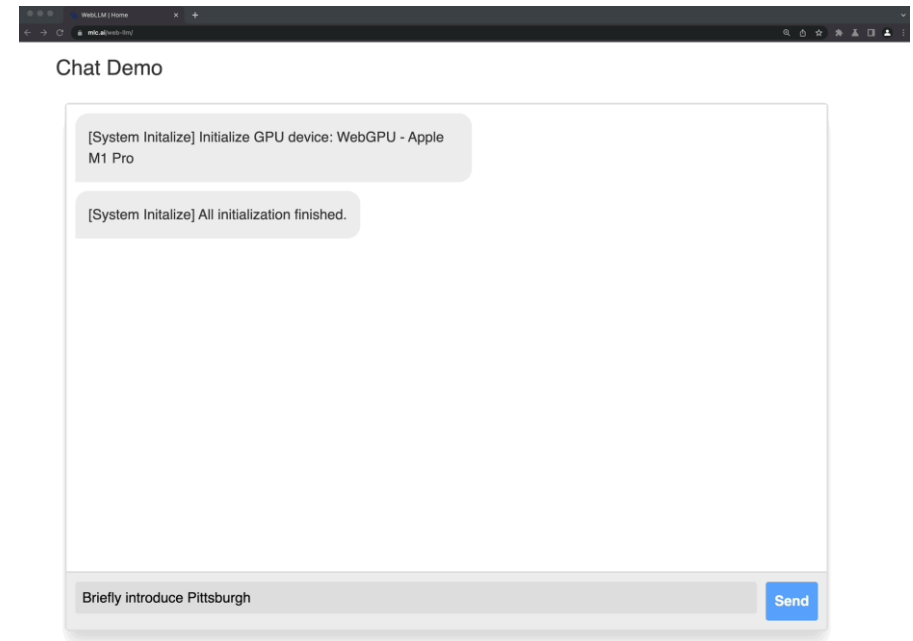 WebLLM | Home
mlc.ai/web-llm/
Chat Demo
[System Initalize] Initialize GPU device: WebGPU - Apple
M1 Pro
[System Initalize] All initialization finished.
Briefly introduce Pittsburgh
Send